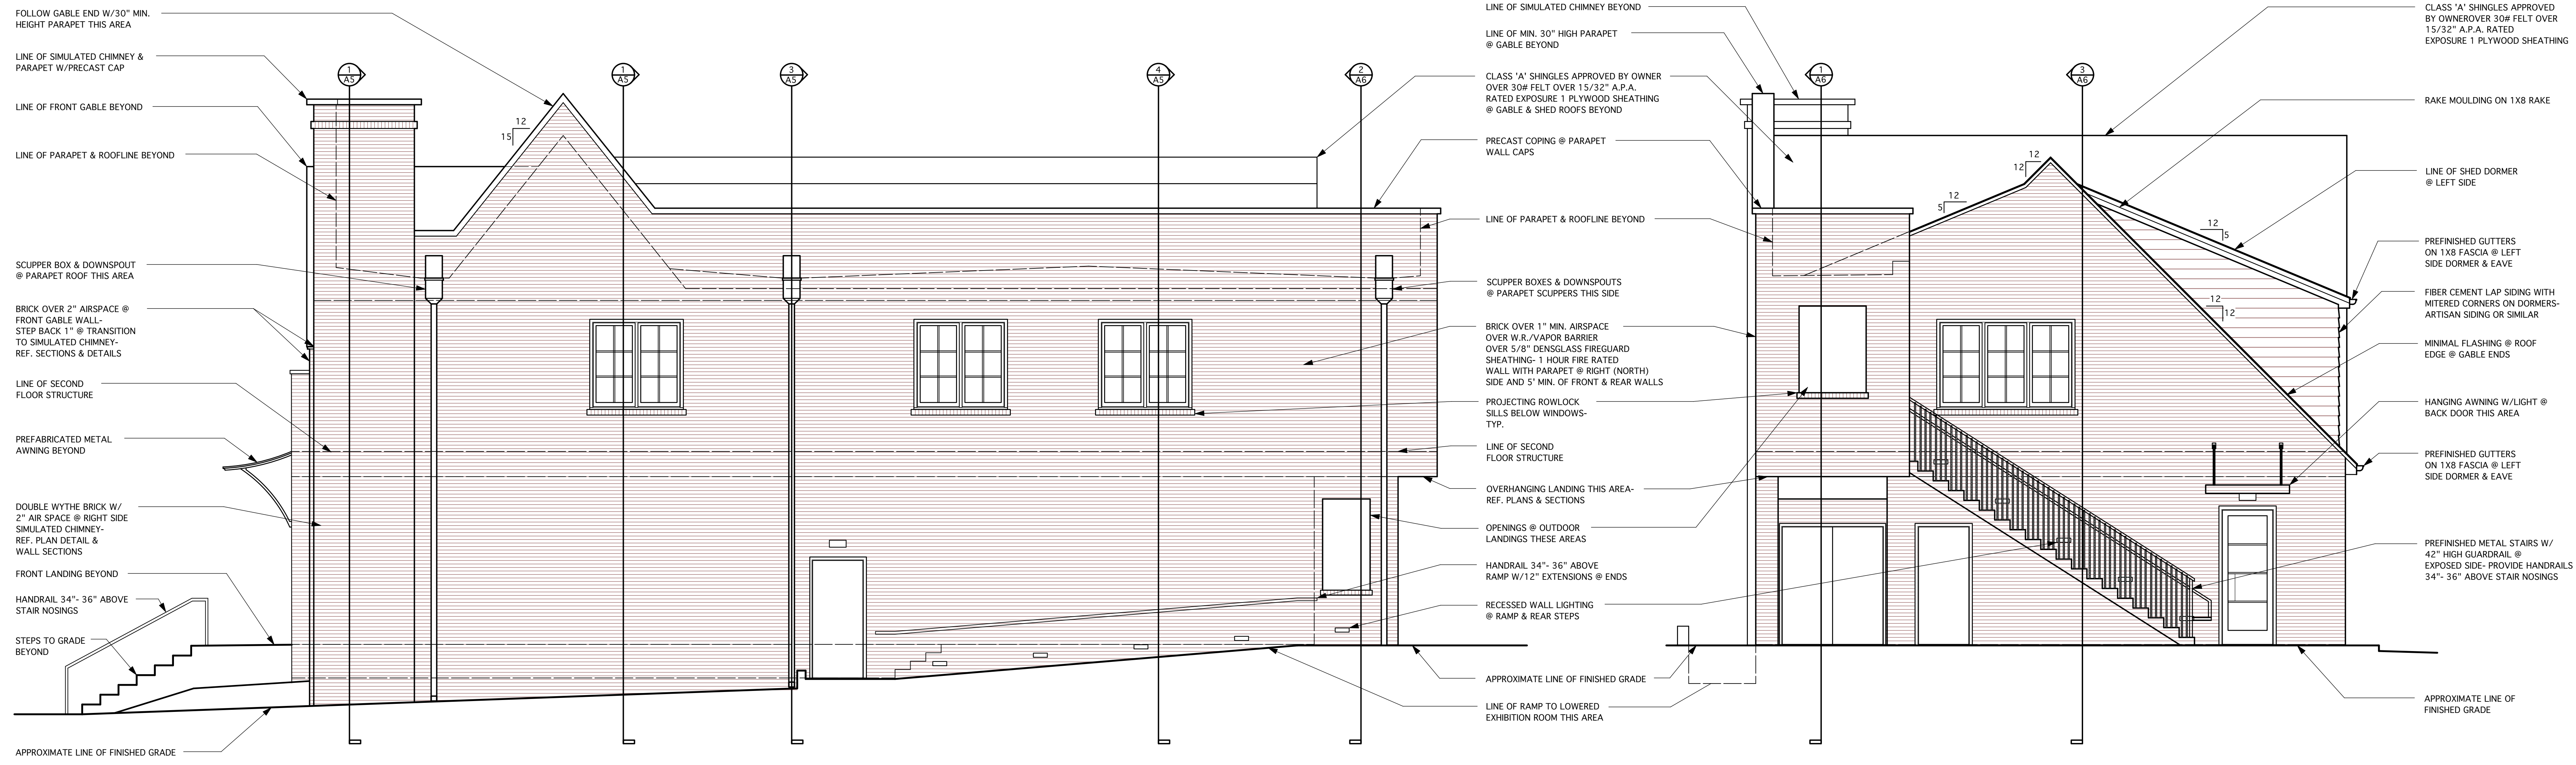 FOLLOW GABLE END W/30" MIN.
HEIGHT PARAPET THIS AREA
LINE OF SIMULATED CHIMNEY &
PARAPET W/PRECAST CAP
LINE OF FRONT GABLE BEYOND
LINE OF PARAPET & ROOFLINE BEYOND
SCUPPER BOX & DOWNSPOUT
@ PARAPET ROOF THIS AREA
BRICK OVER 2" AIRSPACE @
FRONT GABLE WALL-
STEP BACK 1" @ TRANSITION
TO SIMULATED CHIMNEY-
REF. SECTIONS & DETAILS
LINE OF SECOND
FLOOR STRUCTURE
PREFABRICATED METAL
AWNING BEYOND
DOUBLE WYTHE BRICK W/
2" AIR SPACE @ RIGHT SIDE
SIMULATED CHIMNEY-
REF. PLAN DETAIL &
WALL SECTIONS
FRONT LANDING BEYOND
HANDRAIL 34"- 36" ABOVE
STAIR NOSINGS
STEPS TO GRADE
BEYOND
APPROXIMATE LINE OF FINISHED GRADE
1
A5
1
A5
3
A5
4
A5
2
A6
12
15
LINE OF SIMULATED CHIMNEY BEYOND
LINE OF MIN. 30" HIGH PARAPET
@ GABLE BEYOND
CLASS 'A' SHINGLES APPROVED BY OWNER
OVER 30# FELT OVER 15/32" A.P.A.
RATED EXPOSURE 1 PLYWOOD SHEATHING
@ GABLE & SHED ROOFS BEYOND
PRECAST COPING @ PARAPET
WALL CAPS
LINE OF PARAPET & ROOFLINE BEYOND
SCUPPER BOXES & DOWNSPOUTS
@ PARAPET SCUPPERS THIS SIDE
BRICK OVER 1" MIN. AIRSPACE
OVER W.R./VAPOR BARRIER
OVER 5/8" DENSGLASS FIREGUARD
SHEATHING- 1 HOUR FIRE RATED
WALL WITH PARAPET @ RIGHT (NORTH)
SIDE AND 5' MIN. OF FRONT & REAR WALLS
PROJECTING ROWLOCK
SILLS BELOW WINDOWS-
TYP.
LINE OF SECOND
FLOOR STRUCTURE
OVERHANGING LANDING THIS AREA-
REF. PLANS & SECTIONS
OPENINGS @ OUTDOOR
LANDINGS THESE AREAS
HANDRAIL 34"- 36" ABOVE
RAMP W/12" EXTENSIONS @ ENDS
RECESSED WALL LIGHTING
@ RAMP & REAR STEPS
APPROXIMATE LINE OF FINISHED GRADE
LINE OF RAMP TO LOWERED
EXHIBITION ROOM THIS AREA
1
A6
3
A6
12
12
12
5
12
5
12
12
CLASS 'A' SHINGLES APPROVED
BY OWNEROVER 30# FELT OVER
15/32" A.P.A. RATED
EXPOSURE 1 PLYWOOD SHEATHING
RAKE MOULDING ON 1X8 RAKE
LINE OF SHED DORMER
@ LEFT SIDE
PREFINISHED GUTTERS
ON 1X8 FASCIA @ LEFT
SIDE DORMER & EAVE
FIBER CEMENT LAP SIDING WITH
MITERED CORNERS ON DORMERS-
ARTISAN SIDING OR SIMILAR
MINIMAL FLASHING @ ROOF
EDGE @ GABLE ENDS
HANGING AWNING W/LIGHT @
BACK DOOR THIS AREA
PREFINISHED GUTTERS
ON 1X8 FASCIA @ LEFT
SIDE DORMER & EAVE
PREFINISHED METAL STAIRS W/
42" HIGH GUARDRAIL @
EXPOSED SIDE- PROVIDE HANDRAILS
34"- 36" ABOVE STAIR NOSINGS
APPROXIMATE LINE OF
FINISHED GRADE